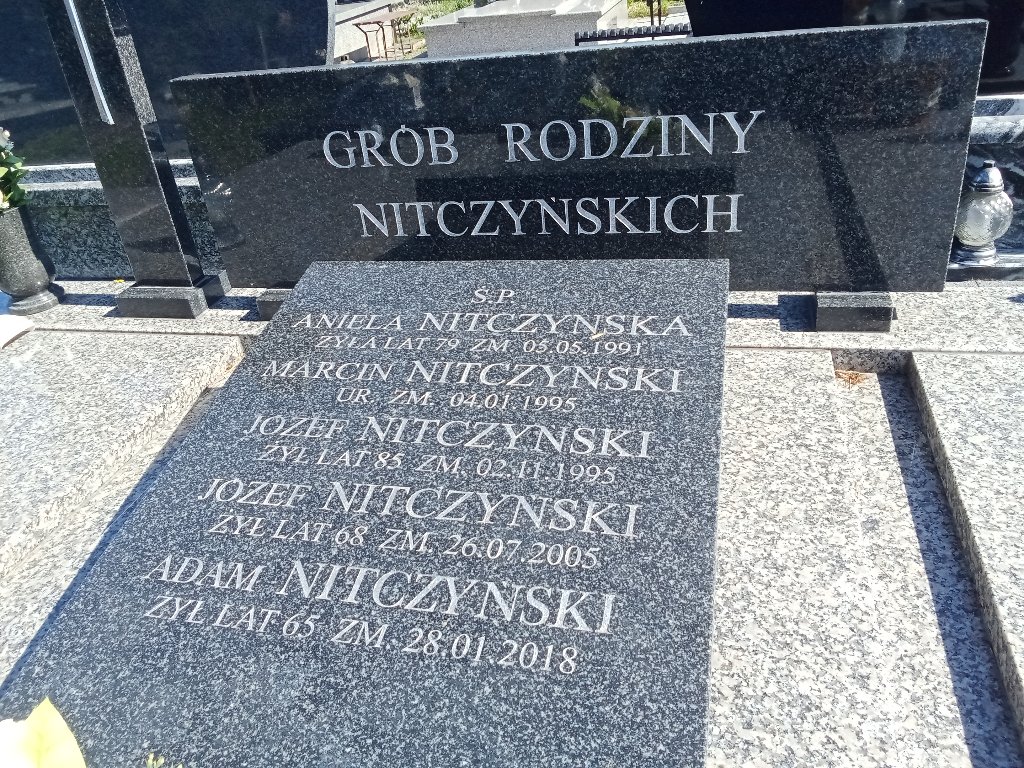 GRÓB RODZINY
NITCZYŃSKICH
Ś.P.
ANIELA NITCZYŃSKA
ŻYŁA LAT 79 ZM. 05.05.1991
MARCIN NITCZYŃSKI
UR. ZM. 04.01.1995
JÓZEF NITCZYŃSKI
ŻYŁ LAT 85 ZM. 02.11.1995
JÓZEF NITCZYŃSKI
ŻYŁ LAT 68 ZM. 26.07.2005
ADAM NITCZYŃSKI
ŻYŁ LAT 65 ZM. 28.01.2018